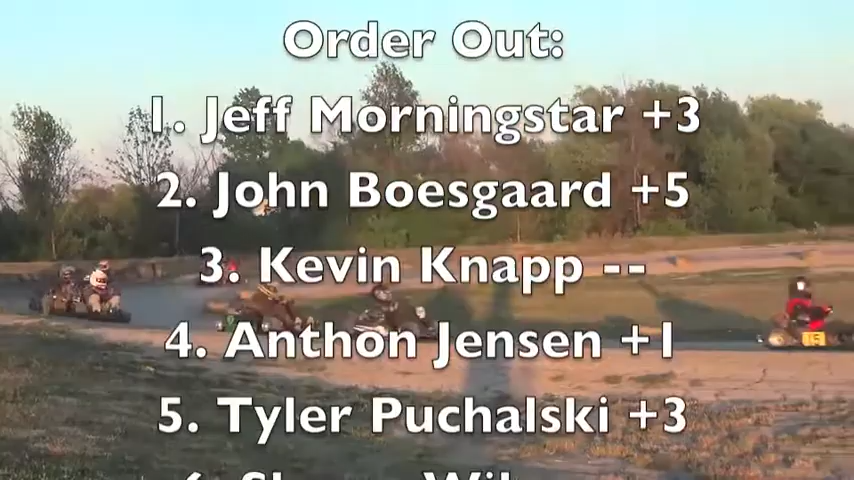 Order Out:
1. Jeff Morningstar +3
2. John Boesgaard +5
3. Kevin Knapp --
4. Anthon Jensen +1
5. Tyler Puchalski +3
15